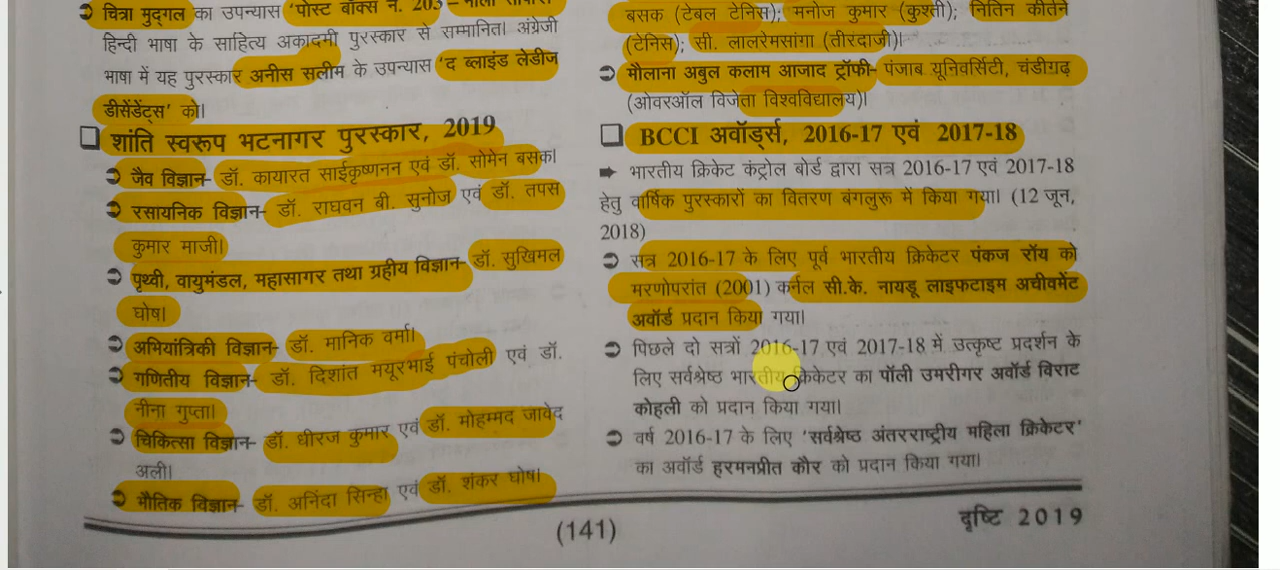 चित्रा मुद्गल का उपन्यास 'पोस्ट बॉक्स नं. 203 – नाला सोपारा'
हिन्दी भाषा के साहित्य अकादमी पुरस्कार से सम्मानित। अंग्रेजी
भाषा में यह पुरस्कार अनीस सलीम के उपन्यास 'द ब्लाइंड लेडीज
डीसेंडेंट्स' को।
शांति स्वरूप भटनागर पुरस्कार, 2019
जैव विज्ञान- डॉ. कायारत साईकृष्णनन एवं डॉ. सोमेन बसक।
रसायनिक विज्ञान- डॉ. राघवन बी. सुनोज एवं डॉ. तपस
कुमार माजी।
पृथ्वी, वायुमंडल, महासागर तथा ग्रहीय विज्ञान- डॉ. सुखिमल
घोष।
अभियांत्रिकी विज्ञान- डॉ. मानिक वर्मा।
गणितीय विज्ञान- डॉ. दिशांत मयूरभाई पंचोली एवं डॉ.
नीना गुप्ता।
चिकित्सा विज्ञान- डॉ. धीरज कुमार एवं डॉ. मोहम्मद जावेद
अली।
भौतिक विज्ञान- डॉ. अनिंदा सिन्हा एवं डॉ. शंकर घोष।
बसक (टेबल टेनिस); मनोज कुमार (कुश्ती); नितिन कीर्तने
(टेनिस); सी. लालरेमसांगा (तीरंदाजी)।
मौलाना अबुल कलाम आजाद ट्रॉफी- पंजाब यूनिवर्सिटी, चंडीगढ़
(ओवरऑल विजेता विश्वविद्यालय)।
BCCI अवॉर्ड्स, 2016-17 एवं 2017-18
➡ भारतीय क्रिकेट कंट्रोल बोर्ड द्वारा सत्र 2016-17 एवं 2017-18
हेतु वार्षिक पुरस्कारों का वितरण बंगलुरू में किया गया। (12 जून,
2018)
सत्र 2016-17 के लिए पूर्व भारतीय क्रिकेटर पंकज रॉय को
मरणोपरांत (2001) कर्नल सी.के. नायडू लाइफटाइम अचीवमेंट
अवॉर्ड प्रदान किया गया।
पिछले दो सत्रों 2016-17 एवं 2017-18 में उत्कृष्ट प्रदर्शन के
लिए सर्वश्रेष्ठ भारतीय क्रिकेटर का पॉली उमरीगर अवॉर्ड विराट
कोहली को प्रदान किया गया।
वर्ष 2016-17 के लिए 'सर्वश्रेष्ठ अंतरराष्ट्रीय महिला क्रिकेटर'
का अवॉर्ड हरमनप्रीत कौर को प्रदान किया गया।
(141)
दृष्टि 2019